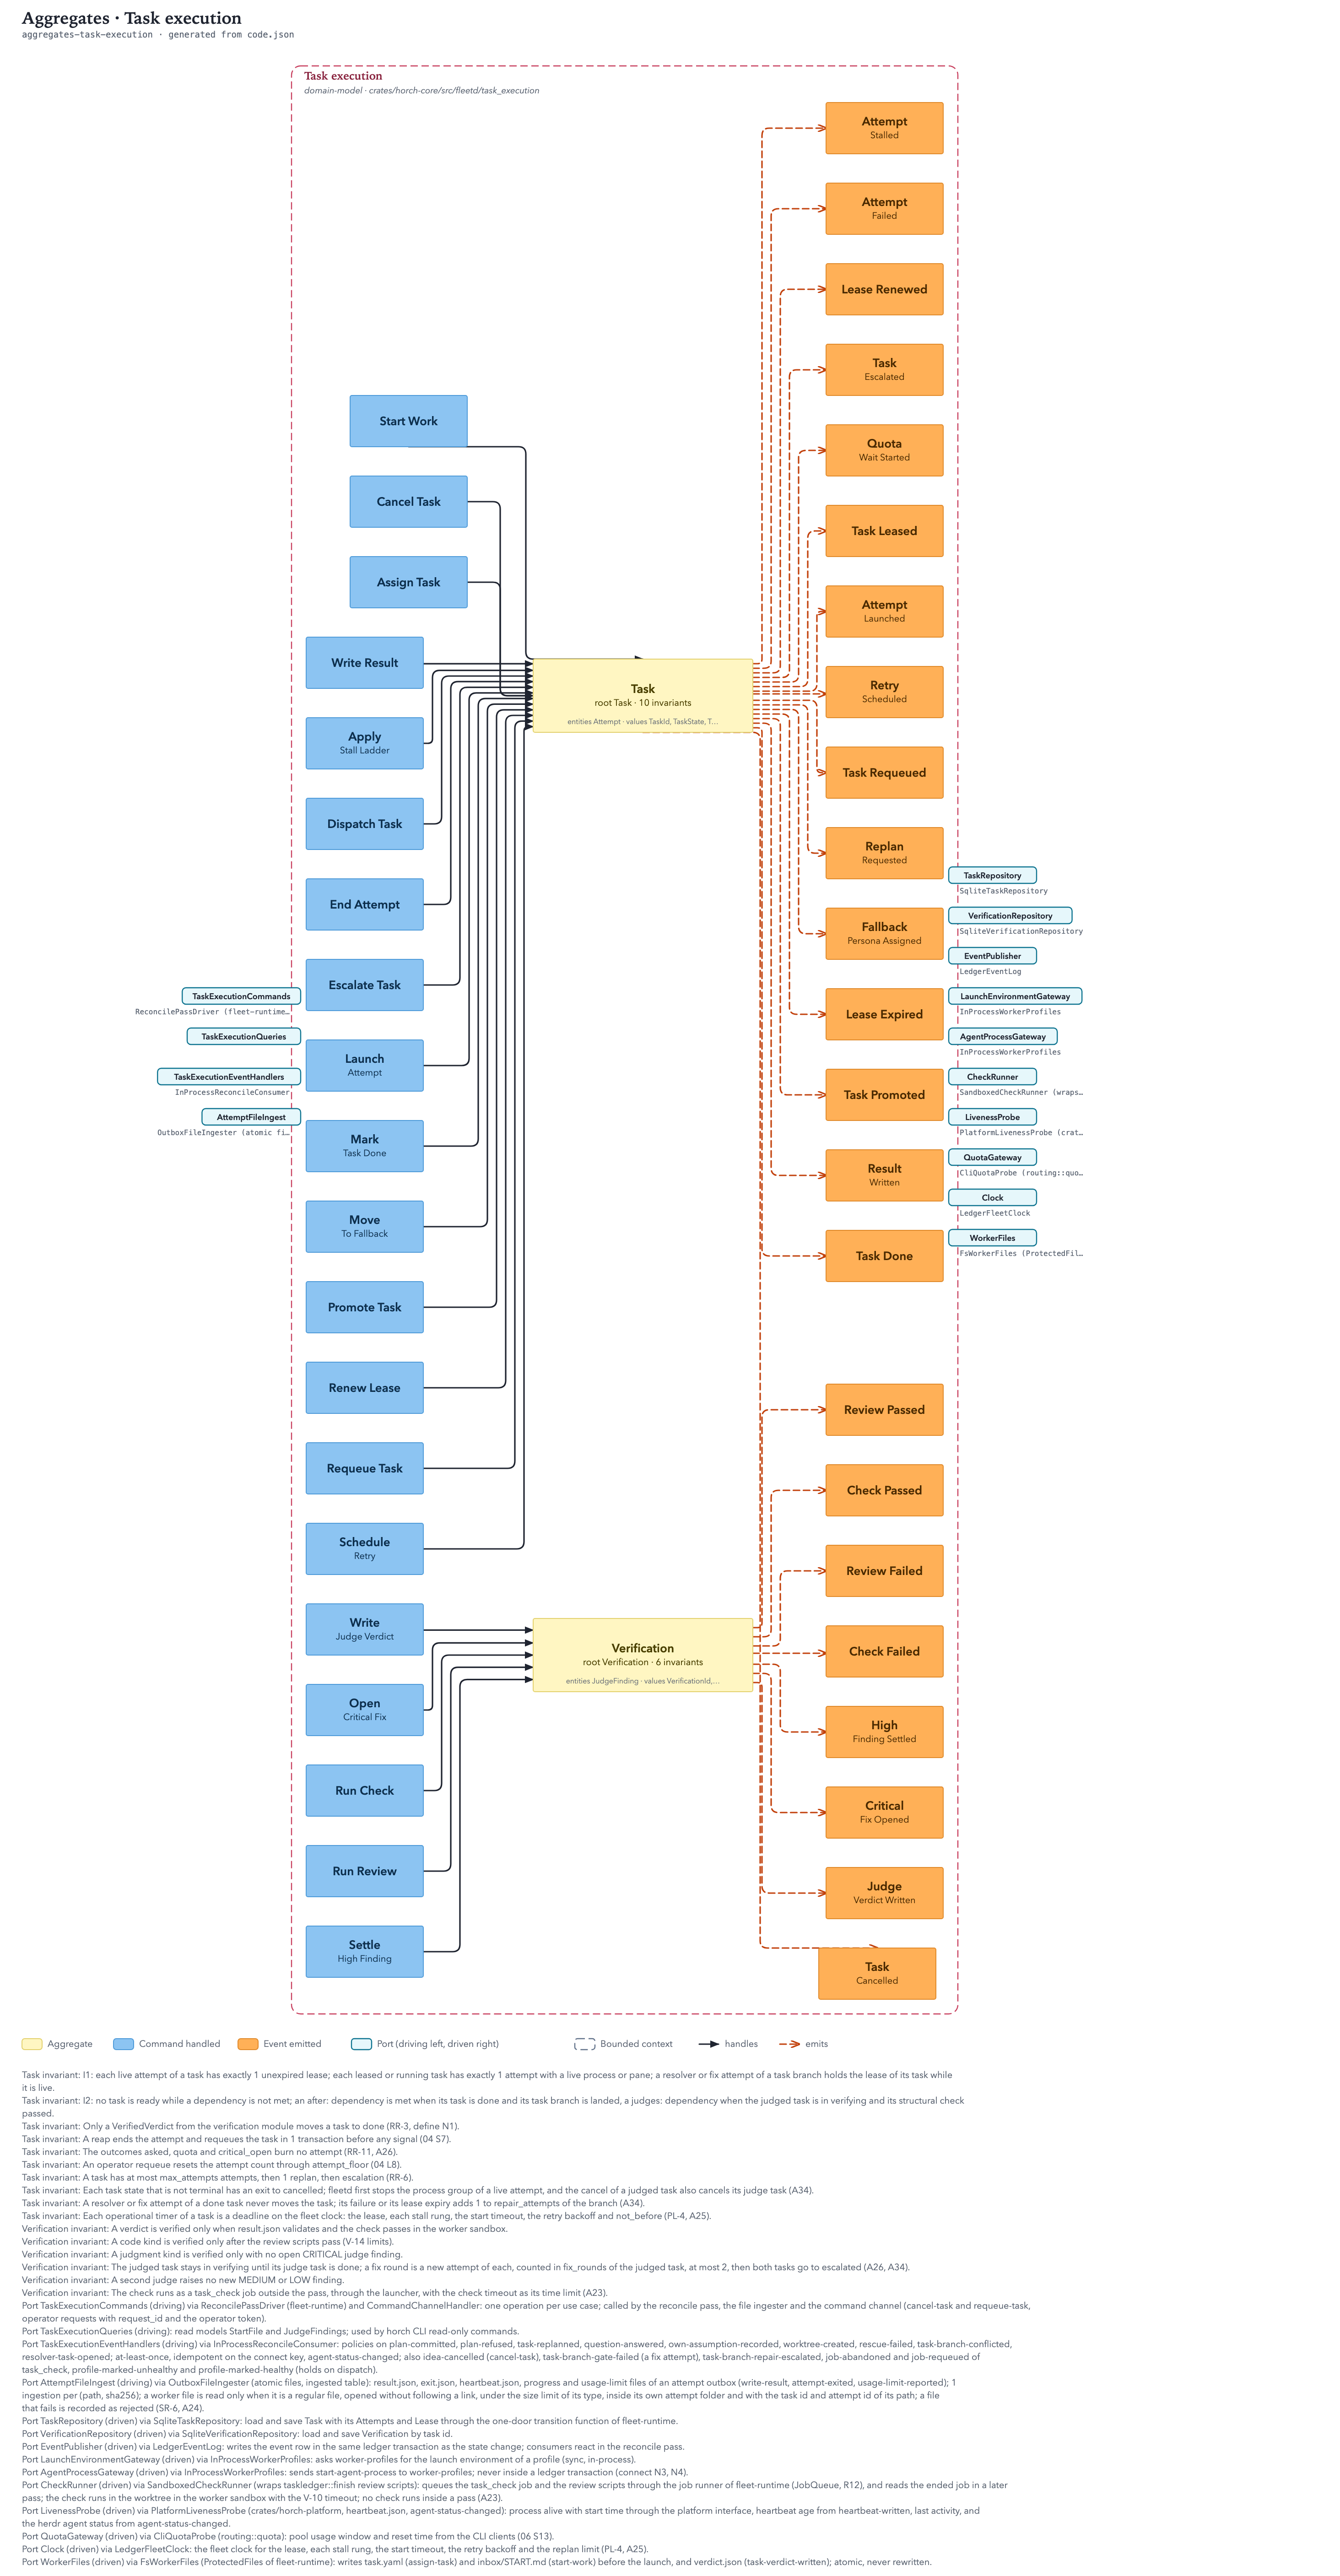 Aggregates · Task execution
aggregates-task-execution · generated from code.json
Task execution
domain-model · crates/horch-core/src/fleetd/task_execution
Attempt
Stalled
Attempt
Failed
Lease Renewed
Task
Escalated
Start Work
Quota
Wait Started
Cancel Task
Task Leased
Assign Task
Attempt
Launched
Write Result
Task
root Task · 10 invariants
entities Attempt · values TaskId, TaskState, T…
Retry
Scheduled
Apply
Stall Ladder
Task Requeued
Dispatch Task
Replan
Requested
TaskRepository
SqliteTaskRepository
End Attempt
Fallback
Persona Assigned
VerificationRepository
SqliteVerificationRepository
EventPublisher
LedgerEventLog
Escalate Task
TaskExecutionCommands
ReconcilePassDriver (fleet-runtime…
Lease Expired
LaunchEnvironmentGateway
InProcessWorkerProfiles
TaskExecutionQueries
Launch
Attempt
AgentProcessGateway
InProcessWorkerProfiles
TaskExecutionEventHandlers
InProcessReconcileConsumer
Task Promoted
CheckRunner
SandboxedCheckRunner (wraps…
AttemptFileIngest
OutboxFileIngester (atomic fi…
Mark
Task Done
LivenessProbe
PlatformLivenessProbe (crat…
Result
Written
QuotaGateway
CliQuotaProbe (routing::quo…
Move
To Fallback
Clock
LedgerFleetClock
Task Done
WorkerFiles
FsWorkerFiles (ProtectedFil…
Promote Task
Renew Lease
Review Passed
Requeue Task
Check Passed
Schedule
Retry
Review Failed
Write
Judge Verdict
Verification
root Verification · 6 invariants
entities JudgeFinding · values VerificationId,…
Check Failed
Open
Critical Fix
High
Finding Settled
Run Check
Critical
Fix Opened
Run Review
Judge
Verdict Written
Settle
High Finding
Task
Cancelled
Aggregate
Command handled
Event emitted
Port (driving left, driven right)
Bounded context
handles
emits
Task invariant: I1: each live attempt of a task has exactly 1 unexpired lease; each leased or running task has exactly 1 attempt with a live process or pane; a resolver or fix attempt of a task branch holds the lease of its task while
it is live.
Task invariant: I2: no task is ready while a dependency is not met; an after: dependency is met when its task is done and its task branch is landed, a judges: dependency when the judged task is in verifying and its structural check
passed.
Task invariant: Only a VerifiedVerdict from the verification module moves a task to done (RR-3, define N1).
Task invariant: A reap ends the attempt and requeues the task in 1 transaction before any signal (04 S7).
Task invariant: The outcomes asked, quota and critical_open burn no attempt (RR-11, A26).
Task invariant: An operator requeue resets the attempt count through attempt_floor (04 L8).
Task invariant: A task has at most max_attempts attempts, then 1 replan, then escalation (RR-6).
Task invariant: Each task state that is not terminal has an exit to cancelled; fleetd first stops the process group of a live attempt, and the cancel of a judged task also cancels its judge task (A34).
Task invariant: A resolver or fix attempt of a done task never moves the task; its failure or its lease expiry adds 1 to repair_attempts of the branch (A34).
Task invariant: Each operational timer of a task is a deadline on the fleet clock: the lease, each stall rung, the start timeout, the retry backoff and not_before (PL-4, A25).
Verification invariant: A verdict is verified only when result.json validates and the check passes in the worker sandbox.
Verification invariant: A code kind is verified only after the review scripts pass (V-14 limits).
Verification invariant: A judgment kind is verified only with no open CRITICAL judge finding.
Verification invariant: The judged task stays in verifying until its judge task is done; a fix round is a new attempt of each, counted in fix_rounds of the judged task, at most 2, then both tasks go to escalated (A26, A34).
Verification invariant: A second judge raises no new MEDIUM or LOW finding.
Verification invariant: The check runs as a task_check job outside the pass, through the launcher, with the check timeout as its time limit (A23).
Port TaskExecutionCommands (driving) via ReconcilePassDriver (fleet-runtime) and CommandChannelHandler: one operation per use case; called by the reconcile pass, the file ingester and the command channel (cancel-task and requeue-task,
operator requests with request_id and the operator token).
Port TaskExecutionQueries (driving): read models StartFile and JudgeFindings; used by horch CLI read-only commands.
Port TaskExecutionEventHandlers (driving) via InProcessReconcileConsumer: policies on plan-committed, plan-refused, task-replanned, question-answered, own-assumption-recorded, worktree-created, rescue-failed, task-branch-conflicted,
resolver-task-opened; at-least-once, idempotent on the connect key, agent-status-changed; also idea-cancelled (cancel-task), task-branch-gate-failed (a fix attempt), task-branch-repair-escalated, job-abandoned and job-requeued of
task_check, profile-marked-unhealthy and profile-marked-healthy (holds on dispatch).
Port AttemptFileIngest (driving) via OutboxFileIngester (atomic files, ingested table): result.json, exit.json, heartbeat.json, progress and usage-limit files of an attempt outbox (write-result, attempt-exited, usage-limit-reported); 1
ingestion per (path, sha256); a worker file is read only when it is a regular file, opened without following a link, under the size limit of its type, inside its own attempt folder and with the task id and attempt id of its path; a file
that fails is recorded as rejected (SR-6, A24).
Port TaskRepository (driven) via SqliteTaskRepository: load and save Task with its Attempts and Lease through the one-door transition function of fleet-runtime.
Port VerificationRepository (driven) via SqliteVerificationRepository: load and save Verification by task id.
Port EventPublisher (driven) via LedgerEventLog: writes the event row in the same ledger transaction as the state change; consumers react in the reconcile pass.
Port LaunchEnvironmentGateway (driven) via InProcessWorkerProfiles: asks worker-profiles for the launch environment of a profile (sync, in-process).
Port AgentProcessGateway (driven) via InProcessWorkerProfiles: sends start-agent-process to worker-profiles; never inside a ledger transaction (connect N3, N4).
Port CheckRunner (driven) via SandboxedCheckRunner (wraps taskledger::finish review scripts): queues the task_check job and the review scripts through the job runner of fleet-runtime (JobQueue, R12), and reads the ended job in a later
pass; the check runs in the worktree in the worker sandbox with the V-10 timeout; no check runs inside a pass (A23).
Port LivenessProbe (driven) via PlatformLivenessProbe (crates/horch-platform, heartbeat.json, agent-status-changed): process alive with start time through the platform interface, heartbeat age from heartbeat-written, last activity, and
the herdr agent status from agent-status-changed.
Port QuotaGateway (driven) via CliQuotaProbe (routing::quota): pool usage window and reset time from the CLI clients (06 S13).
Port Clock (driven) via LedgerFleetClock: the fleet clock for the lease, each stall rung, the start timeout, the retry backoff and the replan limit (PL-4, A25).
Port WorkerFiles (driven) via FsWorkerFiles (ProtectedFiles of fleet-runtime): writes task.yaml (assign-task) and inbox/START.md (start-work) before the launch, and verdict.json (task-verdict-written); atomic, never rewritten.